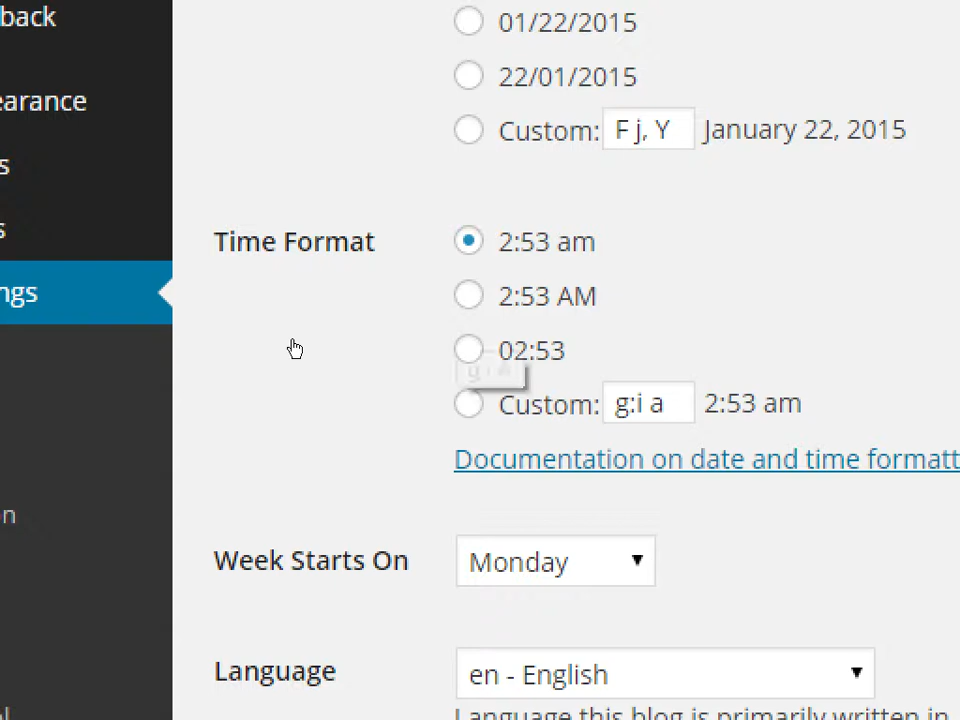 back
01/22/2015
22/01/2015
earance
Custom: F j, Y January 22, 2015
s
s
Time Format 2:53 am
ngs
2:53 AM
02:53
g:i A
Custom: g:i a 2:53 am
Documentation on date and time formatt
on
Week Starts On Monday
Language en - English
Language this blog is primarily written in